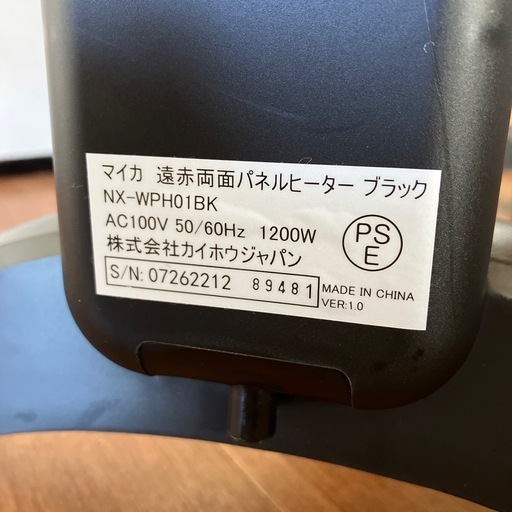 マイカ 遠赤両面パネルヒーター ブラック
NX-WPH01BK
AC100V 50/60Hz 1200W
株式会社カイホウジャパン
PSE
S/N: 07262212 89481
MADE IN CHINA
VER:1.0